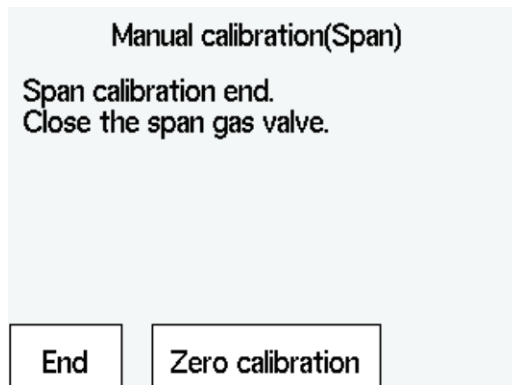 Manual calibration(Span)
Span calibration end.
Close the span gas valve.
End
Zero calibration